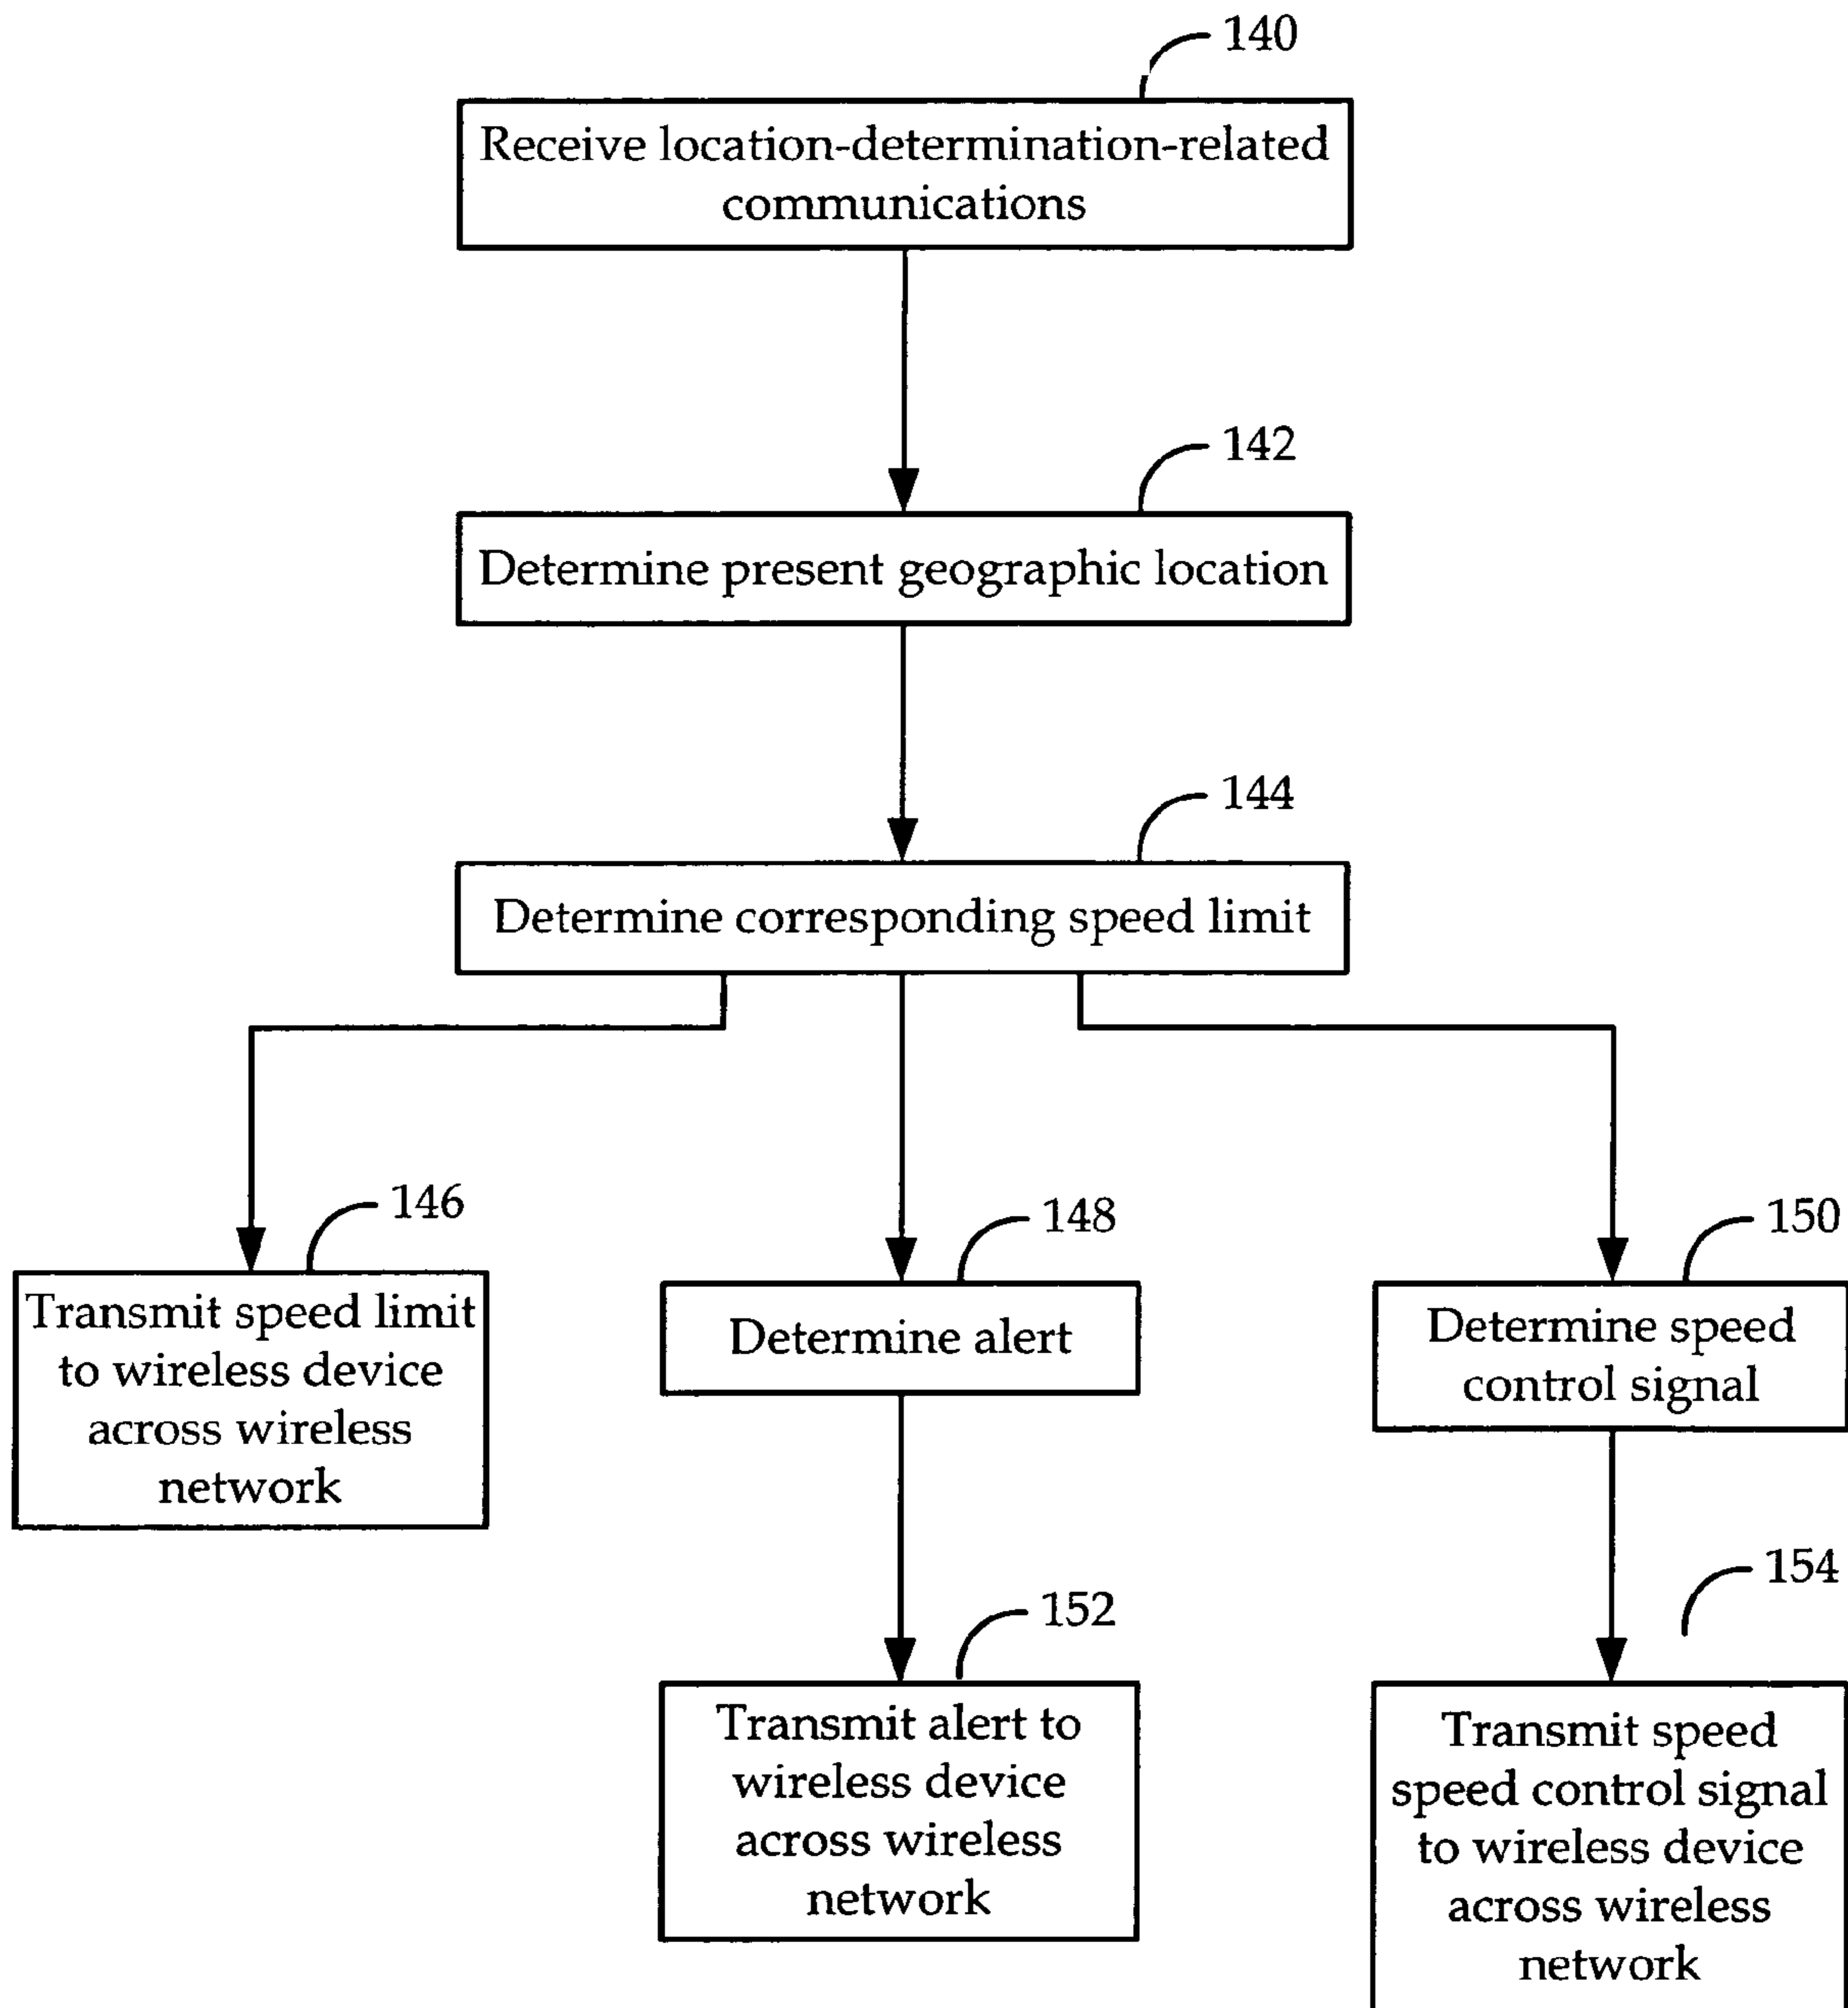 140
Receive location-determination-related
communications
142
Determine present geographic location
144
Determine corresponding speed limit
146
Transmit speed limit
to wireless device
across wireless
network
148
Determine alert
150
Determine speed
control signal
152
Transmit alert to
wireless device
across wireless
network
154
Transmit speed
speed control signal
to wireless device
across wireless
network